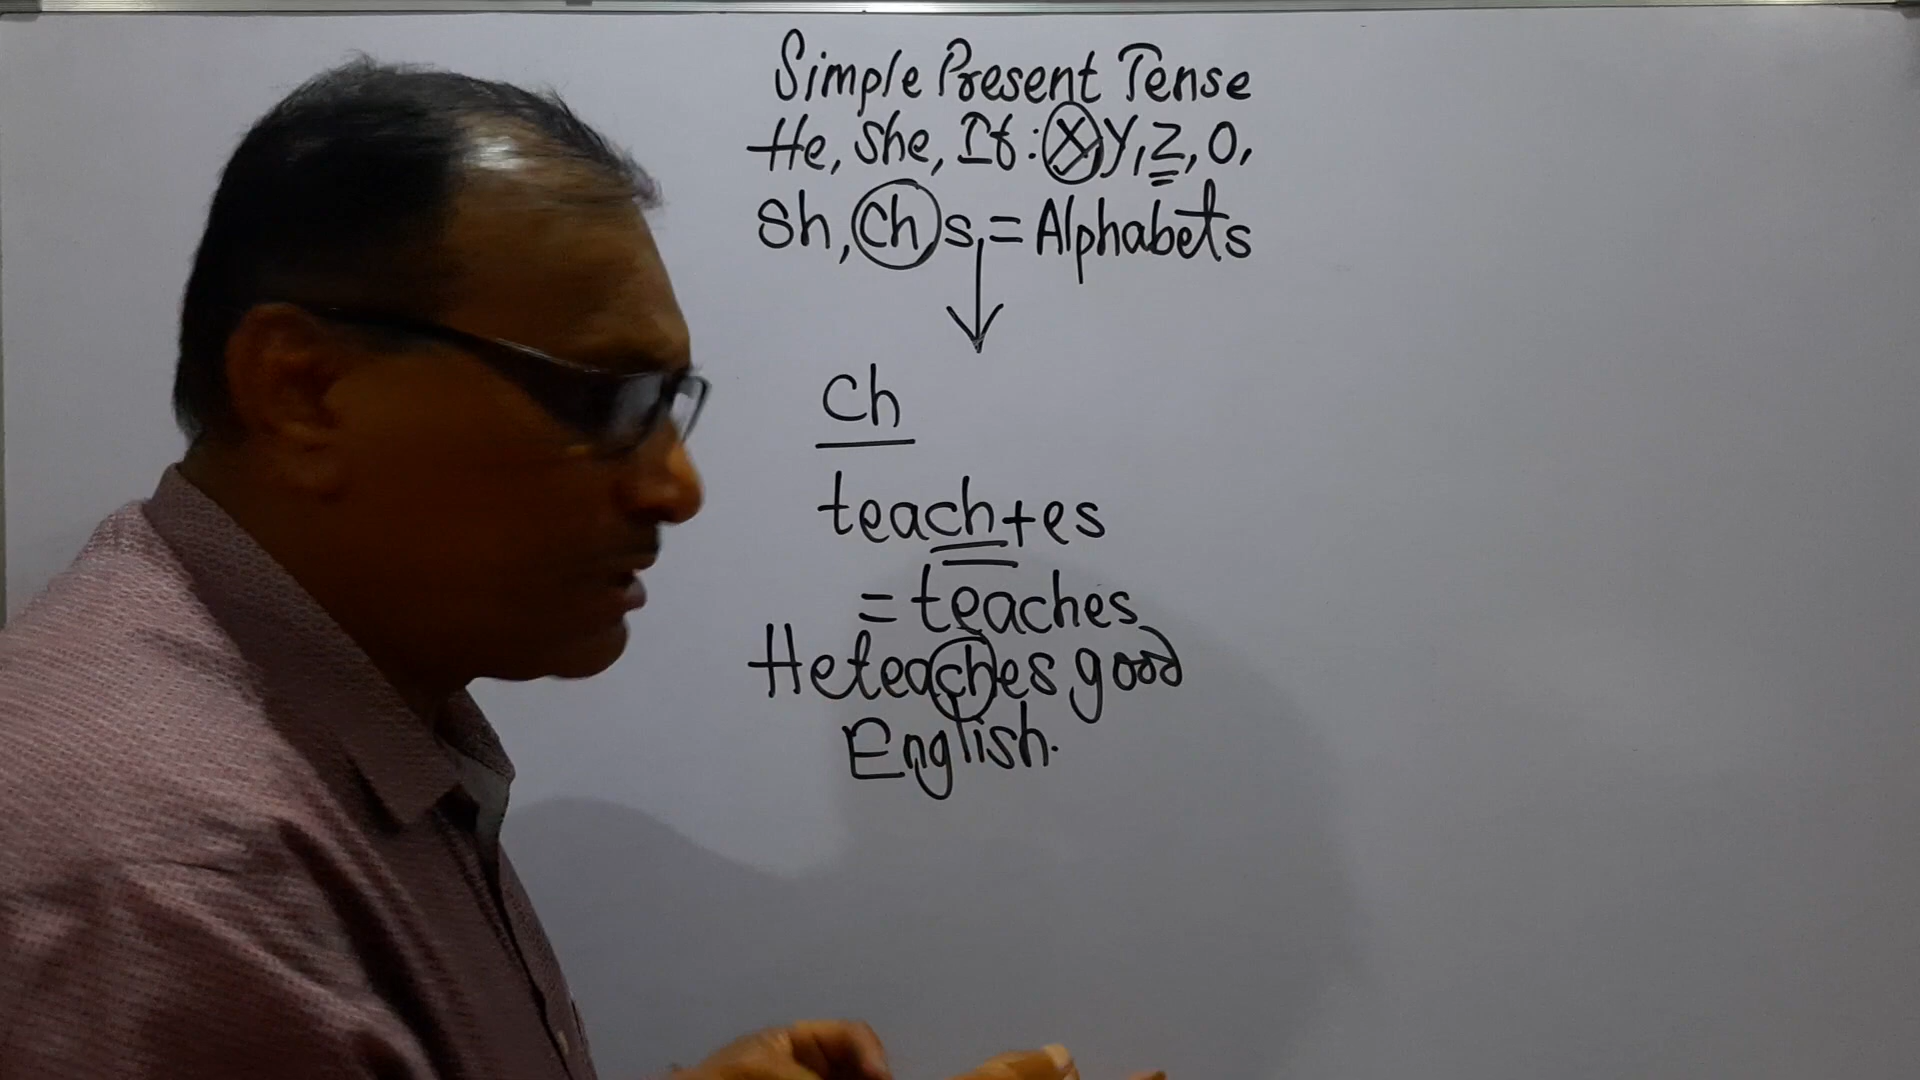 Simple Present Tense
He, She, It : X, Y, Z, O,
Sh, Ch, S, = Alphabets
Ch
teach+es
= teaches
He teaches good
English.